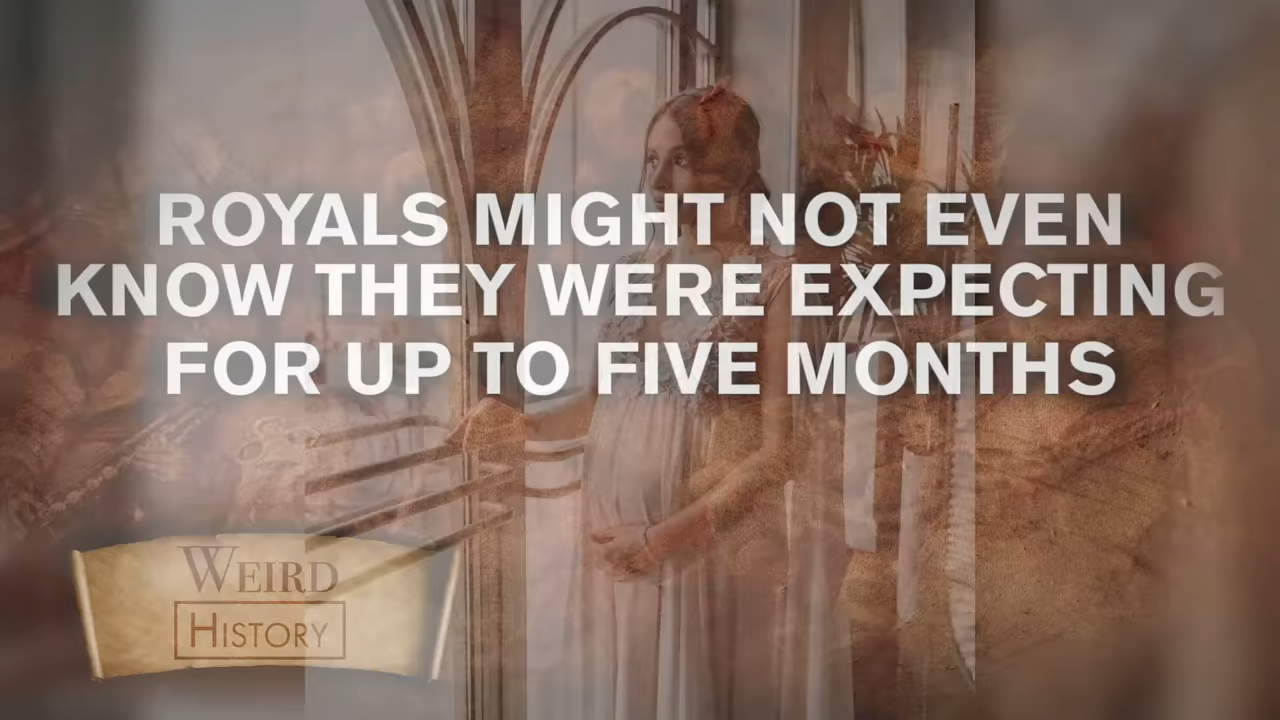 ROYALS MIGHT NOT EVEN
KNOW THEY WERE EXPECTING
FOR UP TO FIVE MONTHS
WEIRD
HISTORY